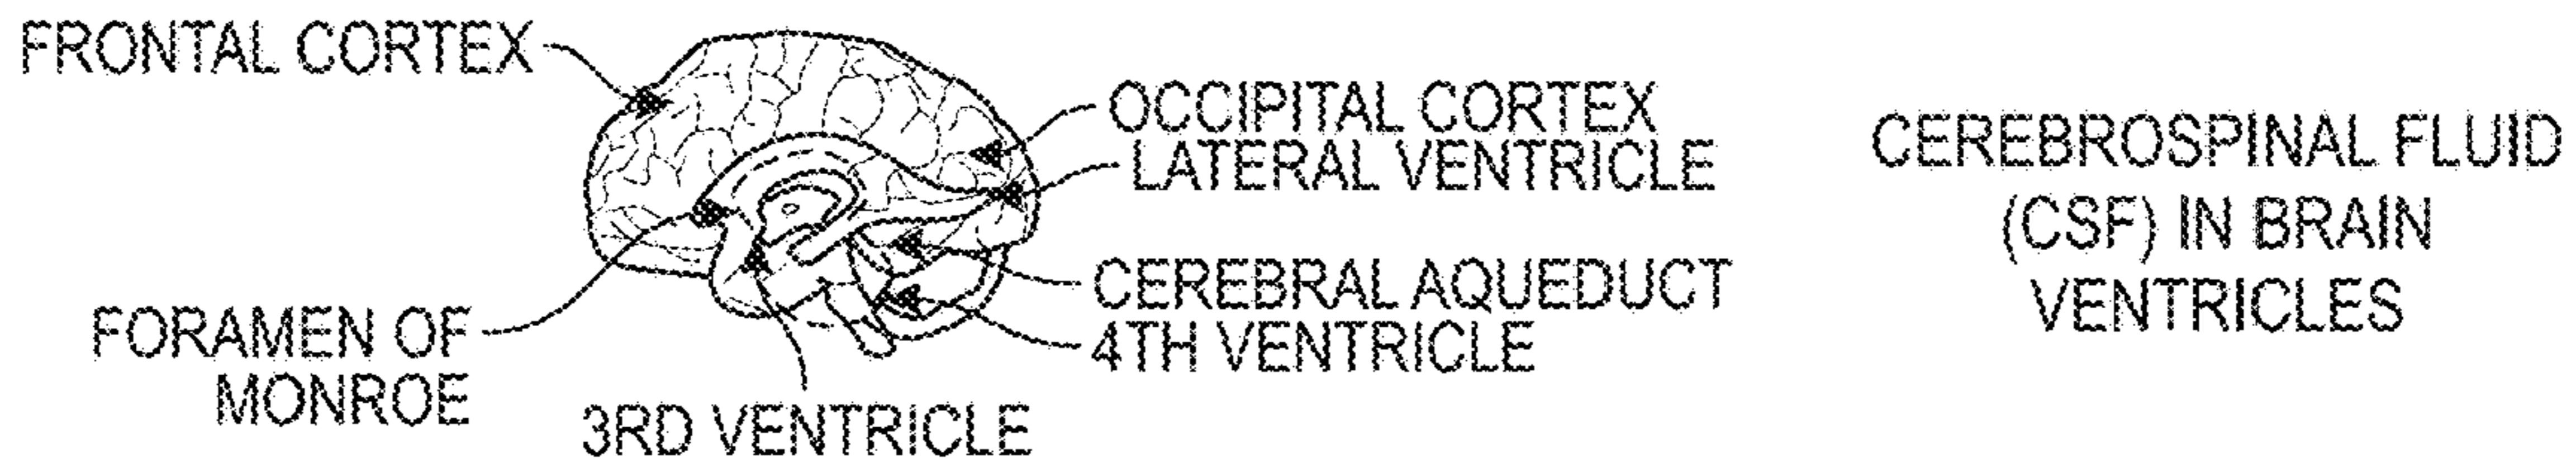 FRONTAL CORTEX
OCCIPITAL CORTEX
LATERAL VENTRICLE
CEREBRAL AQUEDUCT
4TH VENTRICLE
FORAMEN OF
MONROE
3RD VENTRICLE
CEREBROSPINAL FLUID
(CSF) IN BRAIN
VENTRICLES